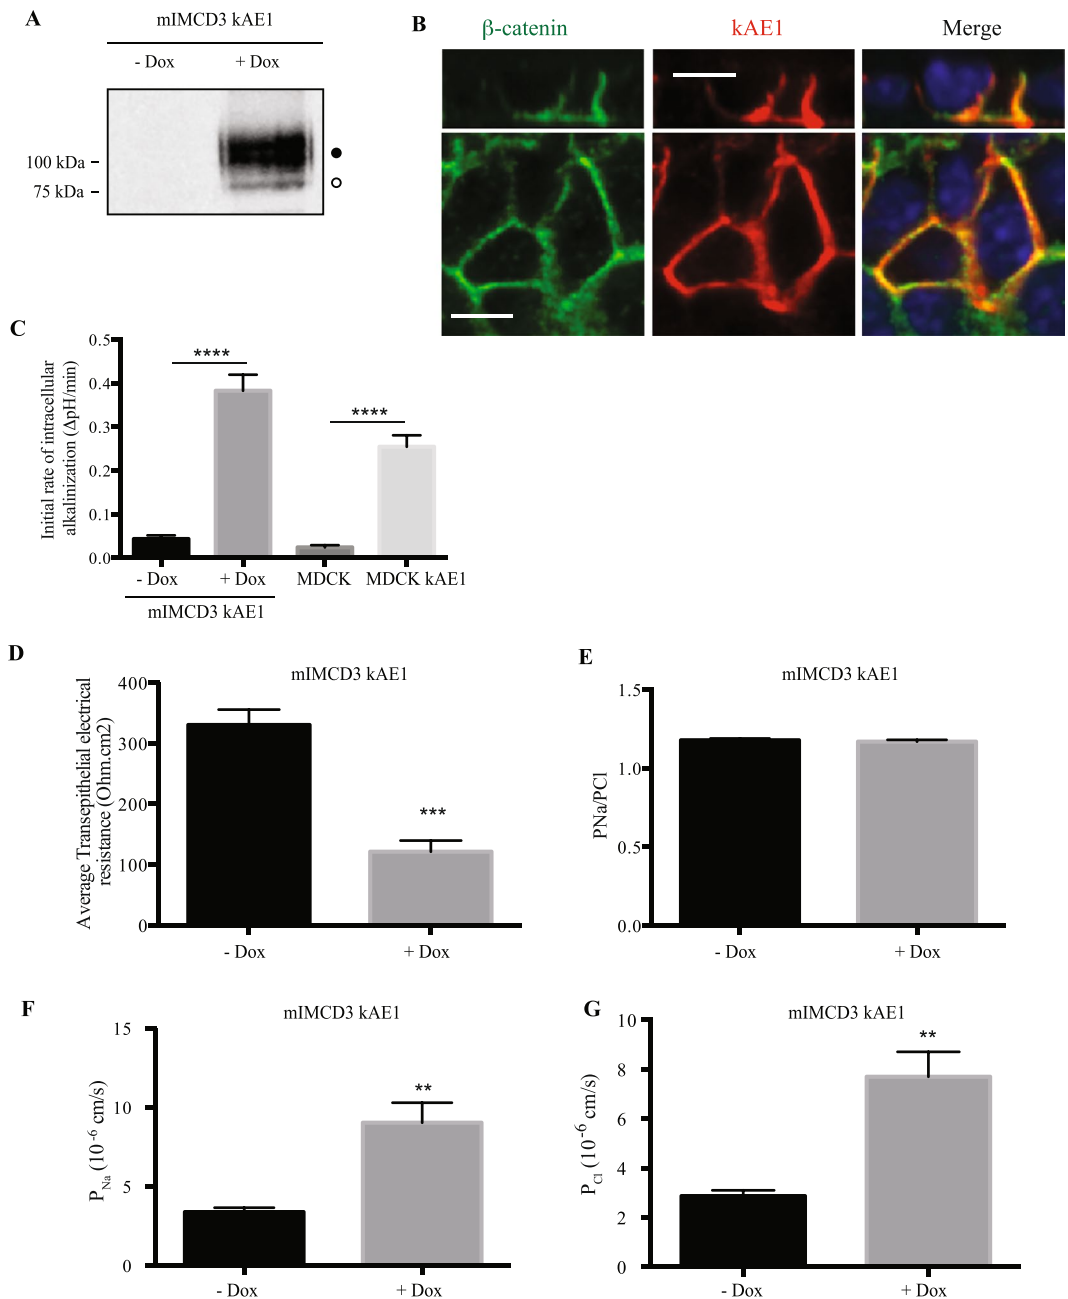 A
mIMCD3 kAE1
- Dox + Dox
100 kDa
75 kDa
B
β-catenin kAE1 Merge
C
Initial rate of intracellular
alkalinization (ΔpH/min)
0.5
0.4
0.3
0.2
0.1
0.0
**** ****
- Dox + Dox MDCK MDCK kAE1
mIMCD3 kAE1
D
mIMCD3 kAE1
Average Transepithelial electrical
resistance (Ohm.cm2)
400
300
200
100
0
***
- Dox + Dox
E
mIMCD3 kAE1
PNa/PCl
1.5
1.0
0.5
0.0
- Dox + Dox
F
mIMCD3 kAE1
P_Na (10^-6 cm/s)
15
10
5
0
**
- Dox + Dox
G
mIMCD3 kAE1
P_Cl (10^-6 cm/s)
10
8
6
4
2
0
**
- Dox + Dox